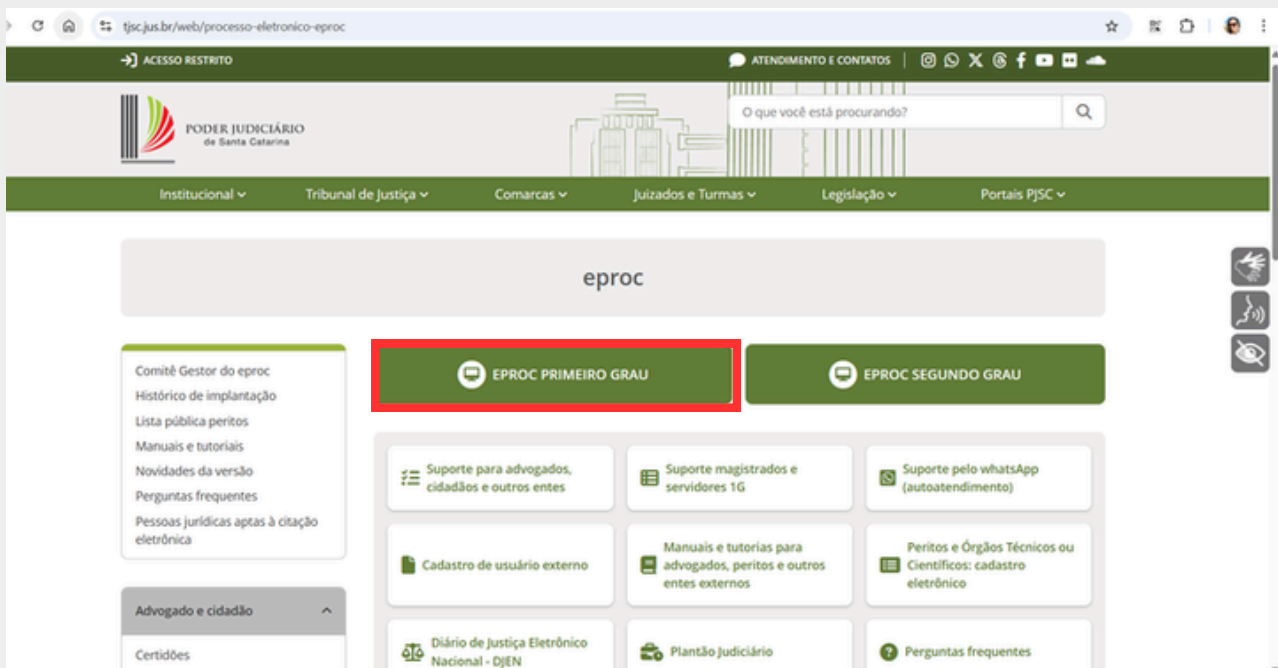 tjsc.jus.br/web/processo-eletronico-eproc
ACESSO RESTRITO
ATENDIMENTO E CONTATOS
PODER JUDICIÁRIO
de Santa Catarina
O que você está procurando?
Institucional
Tribunal de Justiça
Comarcas
Juizados e Turmas
Legislação
Portais PJSC
eproc
Comitê Gestor do eproc
Histórico de implantação
Lista pública peritos
Manuais e tutoriais
Novidades da versão
Perguntas frequentes
Pessoas jurídicas aptas à citação
eletrônica
Advogado e cidadão
Certidões
EPROC PRIMEIRO GRAU
EPROC SEGUNDO GRAU
Suporte para advogados,
cidadãos e outros entes
Suporte magistrados e
servidores 1G
Suporte pelo whatsApp
(autoatendimento)
Cadastro de usuário externo
Manuais e tutorias para
advogados, peritos e outros
entes externos
Peritos e Órgãos Técnicos ou
Científicos: cadastro
eletrônico
Diário de Justiça Eletrônico
Nacional - DJEN
Plantão Judiciário
Perguntas frequentes